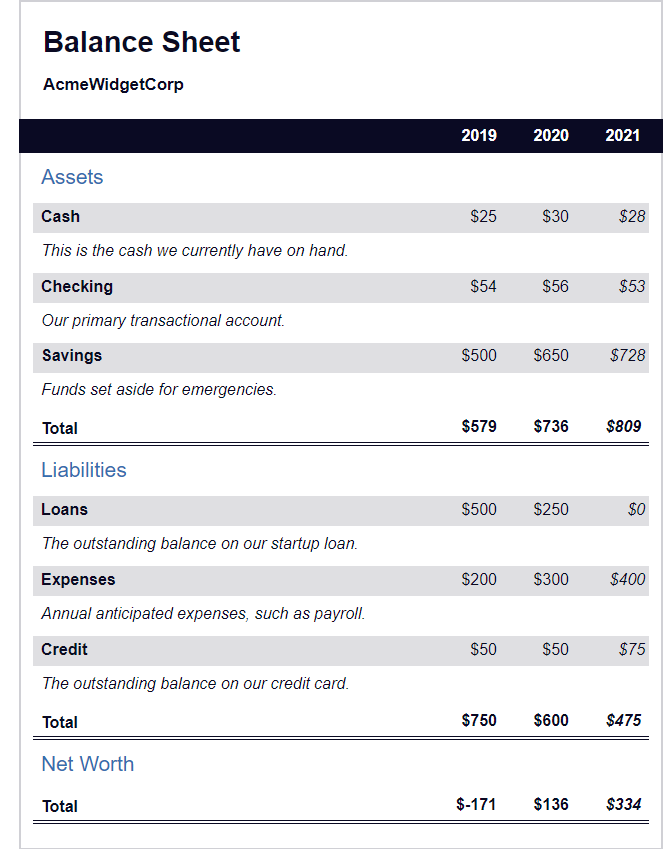 Balance Sheet
AcmeWidgetCorp
2019 2020 2021
Assets
Cash $25 $30 $28
This is the cash we currently have on hand.
Checking $54 $56 $53
Our primary transactional account.
Savings $500 $650 $728
Funds set aside for emergencies.
Total $579 $736 $809
Liabilities
Loans $500 $250 $0
The outstanding balance on our startup loan.
Expenses $200 $300 $400
Annual anticipated expenses, such as payroll.
Credit $50 $50 $75
The outstanding balance on our credit card.
Total $750 $600 $475
Net Worth
Total $-171 $136 $334